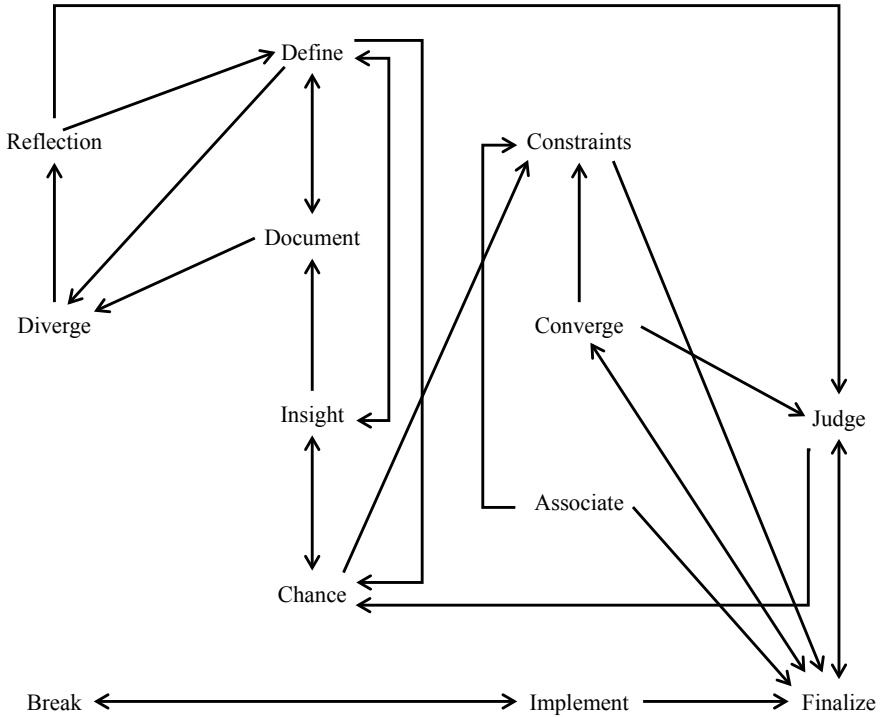 Define
Reflection
Constraints
Document
Diverge
Converge
Insight
Judge
Associate
Chance
Break
Implement
Finalize